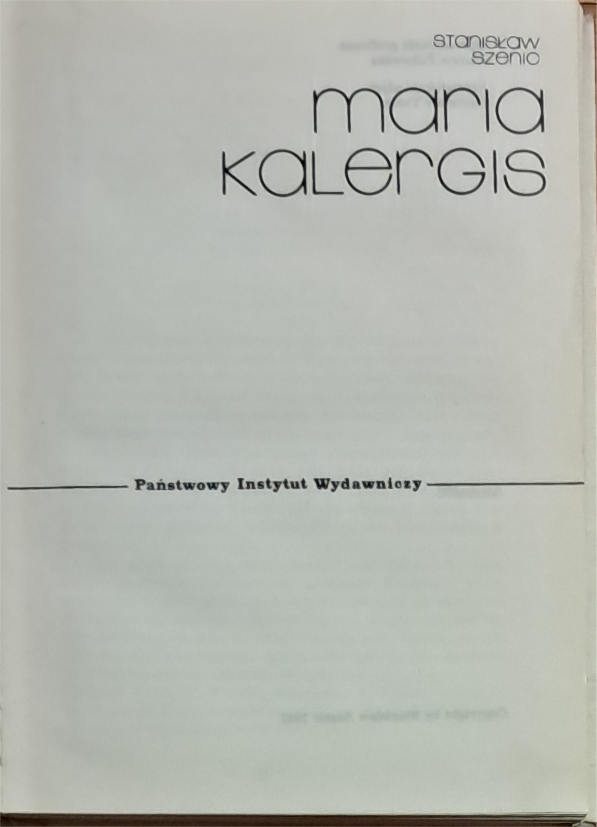 stanisław
szenic
maria
kalergis
Państwowy Instytut Wydawniczy